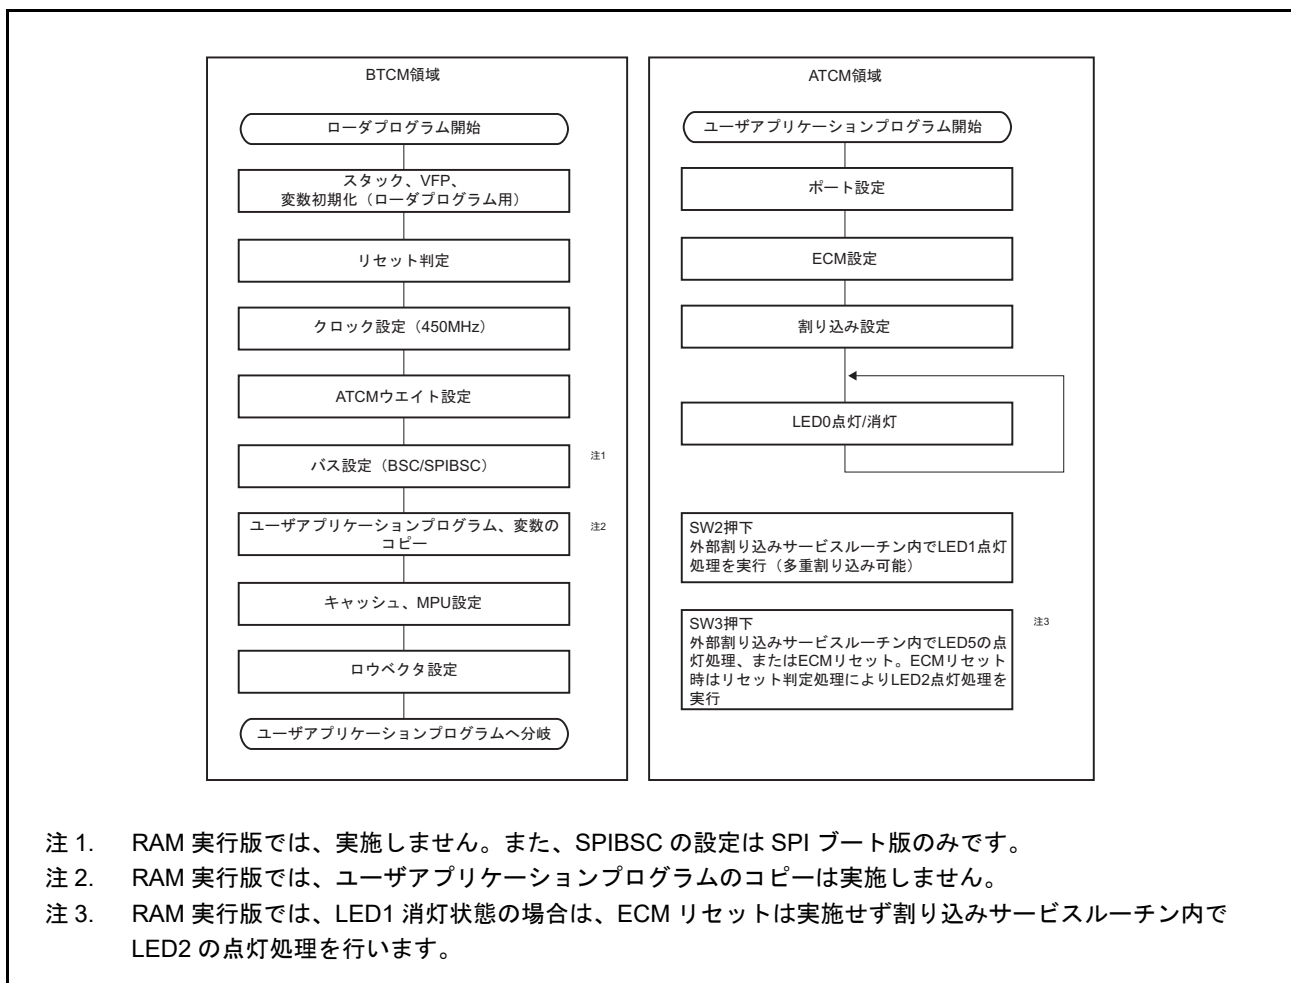 BTCM領域
ローダプログラム開始
スタック、VFP、
変数初期化（ローダプログラム用）
リセット判定
クロック設定（450MHz）
ATCMウエイト設定
バス設定（BSC/SPIBSC）
注1
ユーザアプリケーションプログラム、変数の
コピー
注2
キャッシュ、MPU設定
ロウベクタ設定
ユーザアプリケーションプログラムへ分岐
ATCM領域
ユーザアプリケーションプログラム開始
ポート設定
ECM設定
割り込み設定
LED0点灯/消灯
SW2押下
外部割り込みサービスルーチン内でLED1点灯
処理を実行（多重割り込み可能）
SW3押下
外部割り込みサービスルーチン内でLED5の点
灯処理、またはECMリセット。ECMリセット
時はリセット判定処理によりLED2点灯処理を
実行
注3
注 1. RAM 実行版では、実施しません。また、SPIBSC の設定は SPI ブート版のみです。
注 2. RAM 実行版では、ユーザアプリケーションプログラムのコピーは実施しません。
注 3. RAM 実行版では、LED1 消灯状態の場合は、ECM リセットは実施せず割り込みサービスルーチン内で
LED2 の点灯処理を行います。